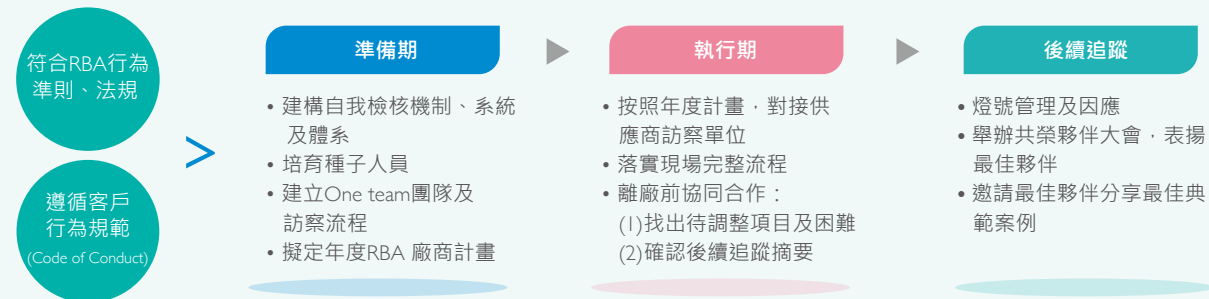 符合RBA行為
準則、法規
遵循客戶
行為規範
(Code of Conduct)
>
準備期
• 建構自我檢核機制、系統
及體系
• 培育種子人員
• 建立One team團隊及
訪察流程
• 擬定年度RBA 廠商計畫
執行期
• 按照年度計畫，對接供
應商訪察單位
• 落實現場完整流程
• 離廠前協同合作：
(1)找出待調整項目及困難
(2)確認後續追蹤摘要
後續追蹤
• 燈號管理及因應
• 舉辦共榮夥伴大會，表揚
最佳夥伴
• 邀請最佳夥伴分享最佳典
範案例